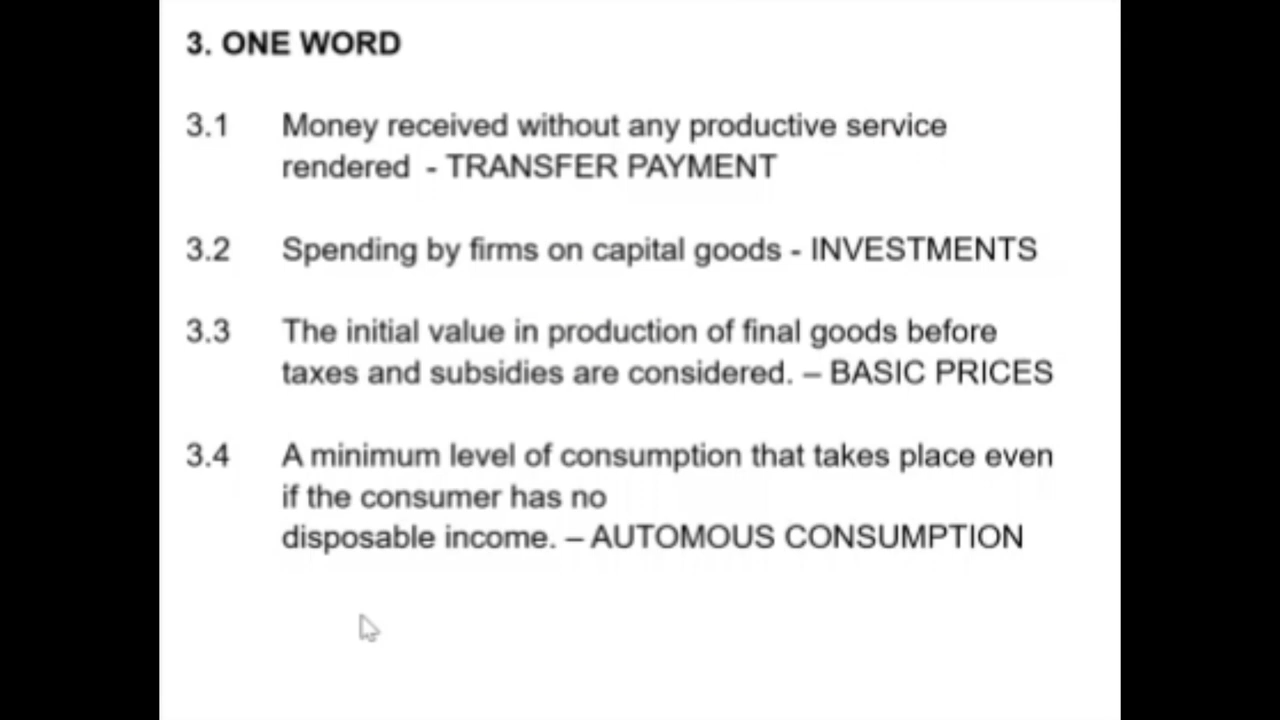 3. ONE WORD
3.1 Money received without any productive service
rendered - TRANSFER PAYMENT
3.2 Spending by firms on capital goods - INVESTMENTS
3.3 The initial value in production of final goods before
taxes and subsidies are considered. – BASIC PRICES
3.4 A minimum level of consumption that takes place even
if the consumer has no
disposable income. – AUTOMOUS CONSUMPTION